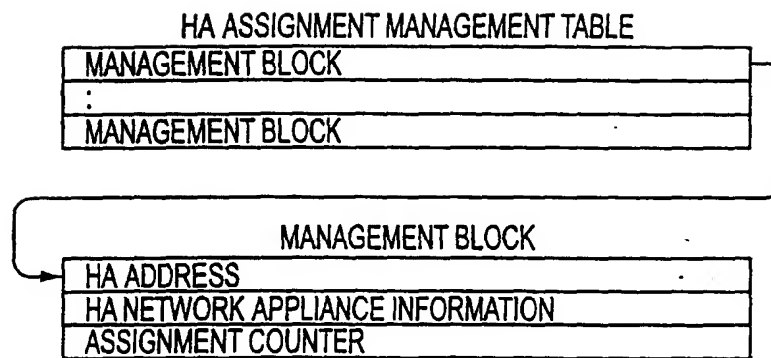 HA ASSIGNMENT MANAGEMENT TABLE
MANAGEMENT BLOCK
:
MANAGEMENT BLOCK
MANAGEMENT BLOCK
HA ADDRESS
HA NETWORK APPLIANCE INFORMATION
ASSIGNMENT COUNTER